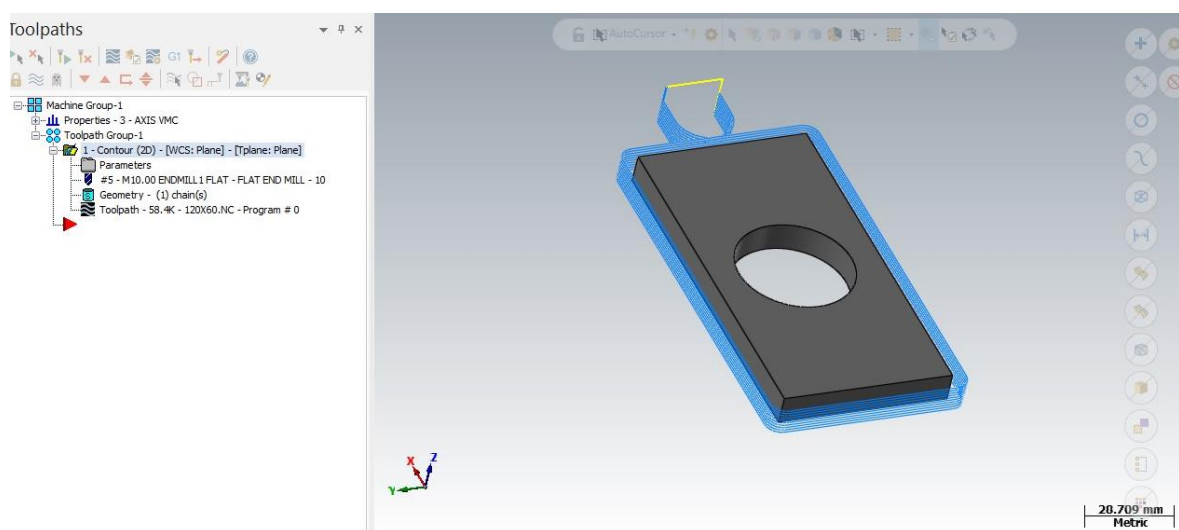 Toolpaths
AutoCursor
G1
Machine Group-1
Properties - 3 - AXIS VMC
Toolpath Group-1
1 - Contour (2D) - [WCS: Plane] - [Tplane: Plane]
Parameters
#5 - M10.00 ENDMILL1 FLAT - FLAT END MILL - 10
Geometry - (1) chain(s)
Toolpath - 58.4K - 120X60.NC - Program # 0
X
Z
Y
28.709 mm
Metric